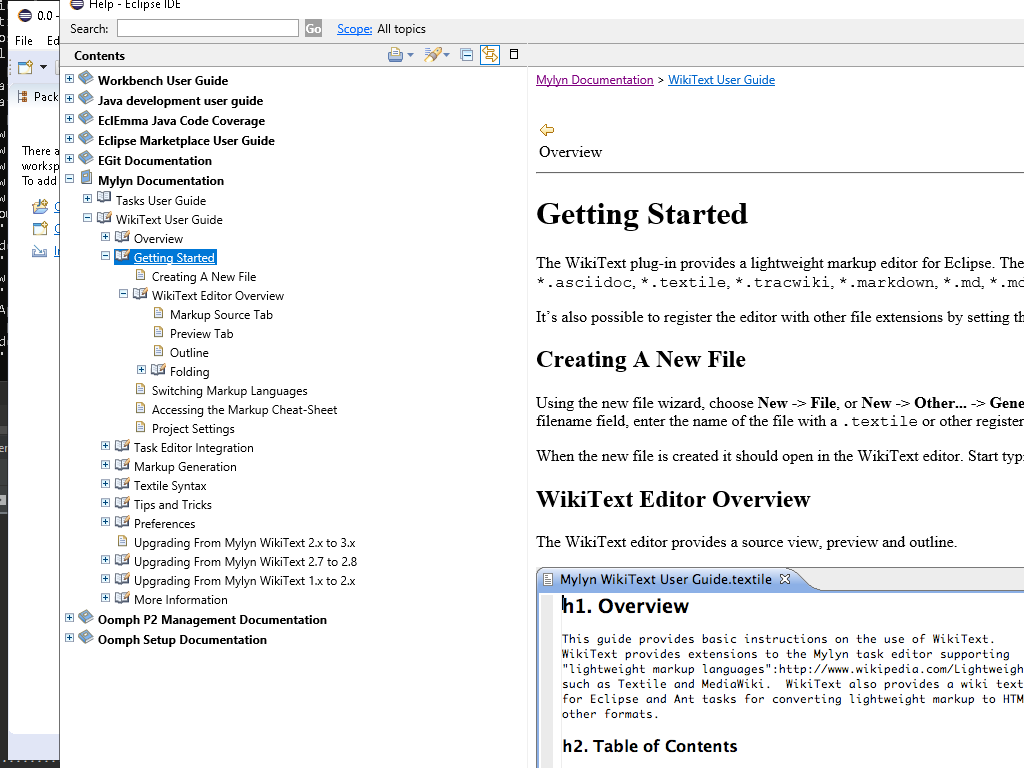 Help - Eclipse IDE
0.0 -
Search:
Go
Scope:
All topics
File
Contents
Workbench User Guide
Java development user guide
EclEmma Java Code Coverage
Eclipse Marketplace User Guide
EGit Documentation
Mylyn Documentation
Tasks User Guide
WikiText User Guide
Overview
Getting Started
Creating A New File
WikiText Editor Overview
Markup Source Tab
Preview Tab
Outline
Folding
Switching Markup Languages
Accessing the Markup Cheat-Sheet
Project Settings
Task Editor Integration
Markup Generation
Textile Syntax
Tips and Tricks
Preferences
Upgrading From Mylyn WikiText 2.x to 3.x
Upgrading From Mylyn WikiText 2.7 to 2.8
Upgrading From Mylyn WikiText 1.x to 2.x
More Information
Oomph P2 Management Documentation
Oomph Setup Documentation
Mylyn Documentation > WikiText User Guide
Overview
Getting Started
The WikiText plug-in provides a lightweight markup editor for Eclipse. The
*.asciidoc, *.textile, *.tracwiki, *.markdown, *.md, *.md
It's also possible to register the editor with other file extensions by setting th
Creating A New File
Using the new file wizard, choose New -> File, or New -> Other... -> Gene
filename field, enter the name of the file with a .textile or other register
When the new file is created it should open in the WikiText editor. Start typi
WikiText Editor Overview
The WikiText editor provides a source view, preview and outline.
Mylyn WikiText User Guide.textile
h1. Overview
This guide provides basic instructions on the use of WikiText.
WikiText provides extensions to the Mylyn task editor supporting
"lightweight markup languages":http://www.wikipedia.com/Lightweigh
such as Textile and MediaWiki.  WikiText also provides a wiki text
for Eclipse and Ant tasks for converting lightweight markup to HTM
other formats.
h2. Table of Contents
Pack
There a
worksp
To add